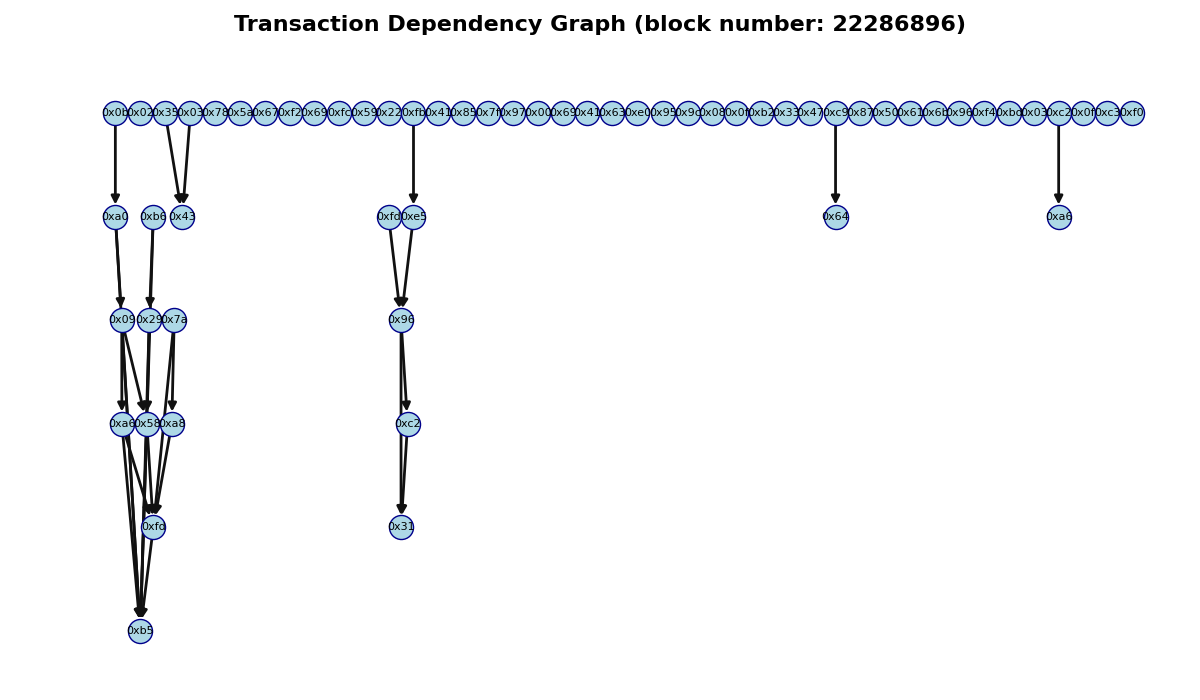 Transaction Dependency Graph (block number: 22286896)
0x0b 0x02 0x35 0x03 0x78 0x5a 0x67 0xf2 0x69 0xfc 0x59 0x22 0xfb 0x41 0x85 0x7f 0x97 0x00 0x69 0x41 0x63 0xe0 0x95 0x9c 0x08 0x0f 0xb2 0x33 0x47 0xc9 0x87 0x50 0x61 0x6b 0x96 0xf4 0xbd 0x03 0xc2 0x0f 0xc3 0xf0
0xa0 0xb6 0x43 0xfd 0xe5 0x64 0xa6
0x09 0x29 0x7a 0x96
0xa6 0x58 0xa8 0xc2
0xfd 0x31
0xb5